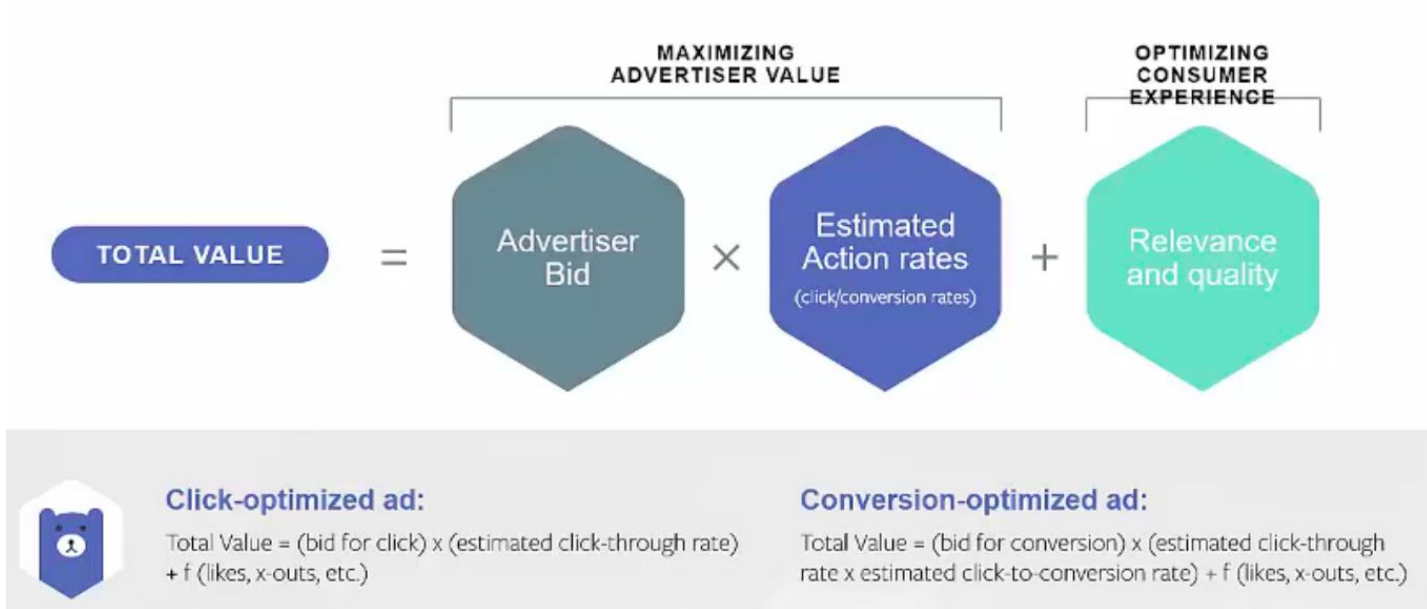 MAXIMIZING
ADVERTISER VALUE
OPTIMIZING
CONSUMER
EXPERIENCE
TOTAL VALUE
=
Advertiser
Bid
×
Estimated
Action rates
(click/conversion rates)
+
Relevance
and quality
Click-optimized ad:
Total Value = (bid for click) x (estimated click-through rate)
+ f (likes, x-outs, etc.)
Conversion-optimized ad:
Total Value = (bid for conversion) x (estimated click-through
rate x estimated click-to-conversion rate) + f (likes, x-outs, etc.)